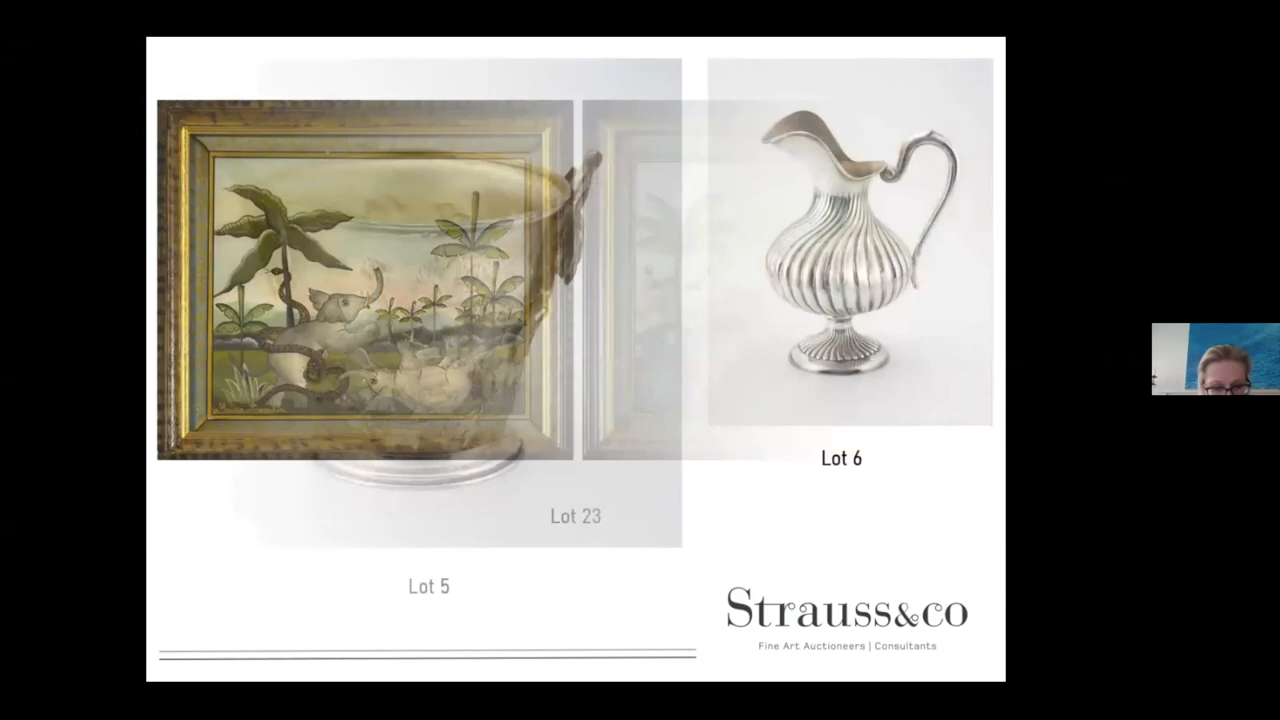 Lot 6
Lot 23
Lot 5
Strauss&co
Fine Art Auctioneers | Consultants